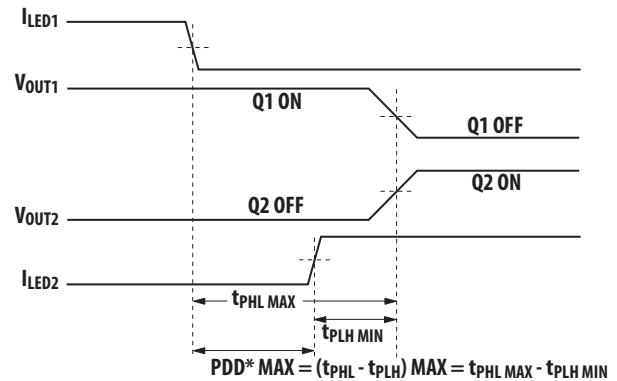 ILED1
VOUT1
Q1 ON
Q1 OFF
Q2 ON
Q2 OFF
VOUT2
ILED2
tPHL MAX
tPLH MIN
PDD* MAX = (tPHL - tPLH) MAX = tPHL MAX - tPLH MIN